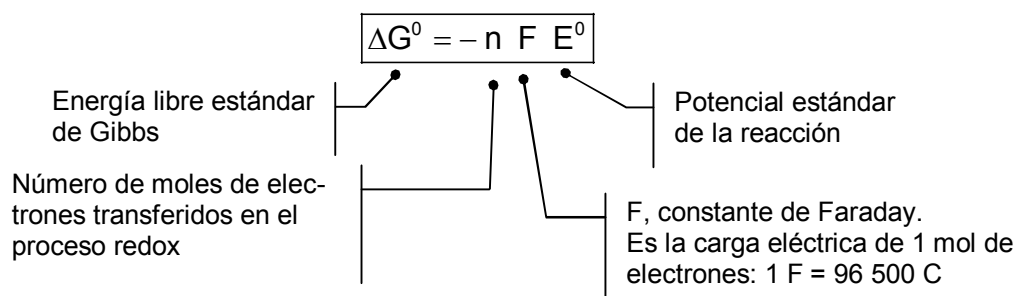 ΔG⁰ = – n F E⁰
Energía libre estándar
de Gibbs
Potencial estándar
de la reacción
Número de moles de elec-
trones transferidos en el
proceso redox
F, constante de Faraday.
Es la carga eléctrica de 1 mol de
electrones: 1 F = 96 500 C